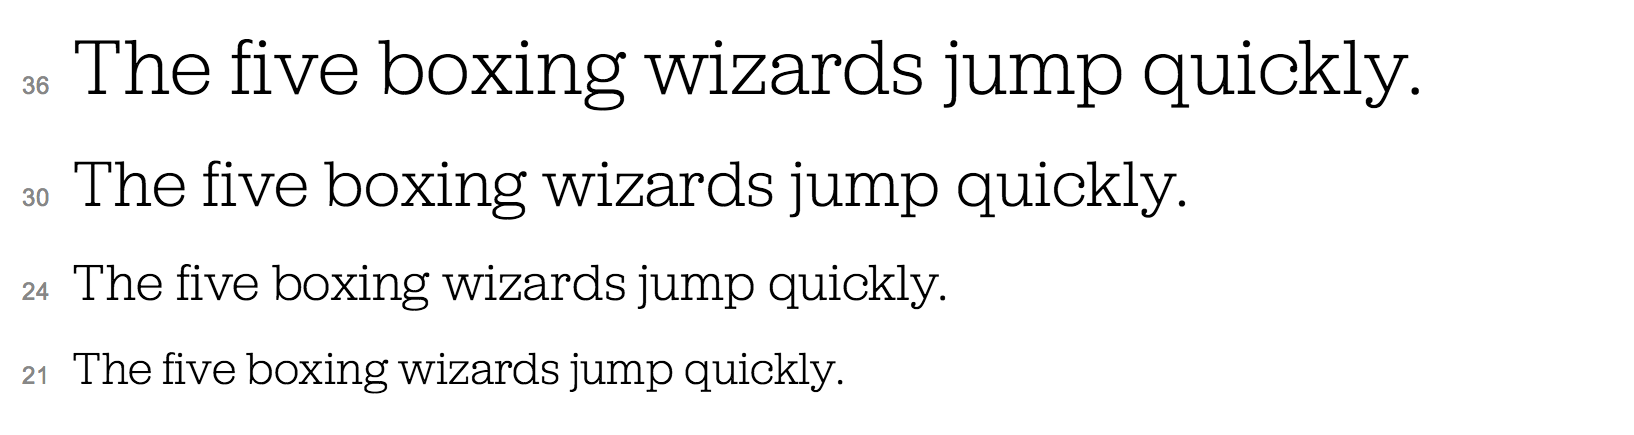 36 The five boxing wizards jump quickly.
30 The five boxing wizards jump quickly.
24 The five boxing wizards jump quickly.
21 The five boxing wizards jump quickly.